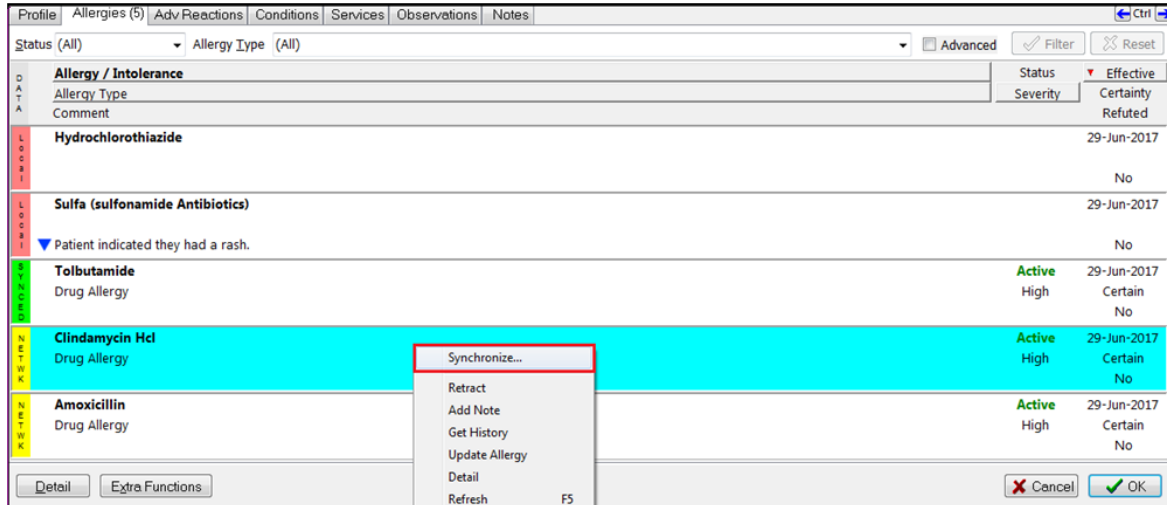 Profile Allergies (5) Adv Reactions Conditions Services Observations Notes Ctrl
Status (All) Allergy Type (All) Advanced Filter Reset
DATA Allergy / Intolerance Status Effective
Allergy Type Severity Certainty
Comment Refuted
Local Hydrochlorothiazide 29-Jun-2017
No
Local Sulfa (sulfonamide Antibiotics) 29-Jun-2017
Patient indicated they had a rash. No
SYNCED Tolbutamide Active 29-Jun-2017
Drug Allergy High Certain
No
NETWK Clindamycin Hcl Active 29-Jun-2017
Drug Allergy High Certain
No
Synchronize...
Retract
Add Note
Get History
Update Allergy
Detail
Refresh F5
NETWK Amoxicillin Active 29-Jun-2017
Drug Allergy High Certain
No
Detail Extra Functions Cancel OK